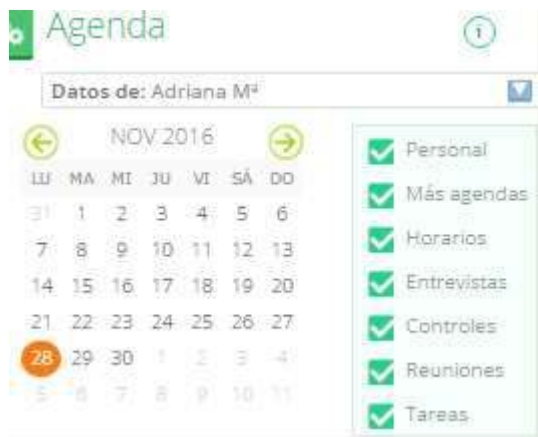 Agenda
i
Datos de: Adriana Mª
NOV 2016
LU MA MI JU VI SÁ DO
31 1 2 3 4 5 6
7 8 9 10 11 12 13
14 15 16 17 18 19 20
21 22 23 24 25 26 27
28 29 30 1 2 3 4
5 6 7 8 9 10 11
Personal
Más agendas
Horarios
Entrevistas
Controles
Reuniones
Tareas